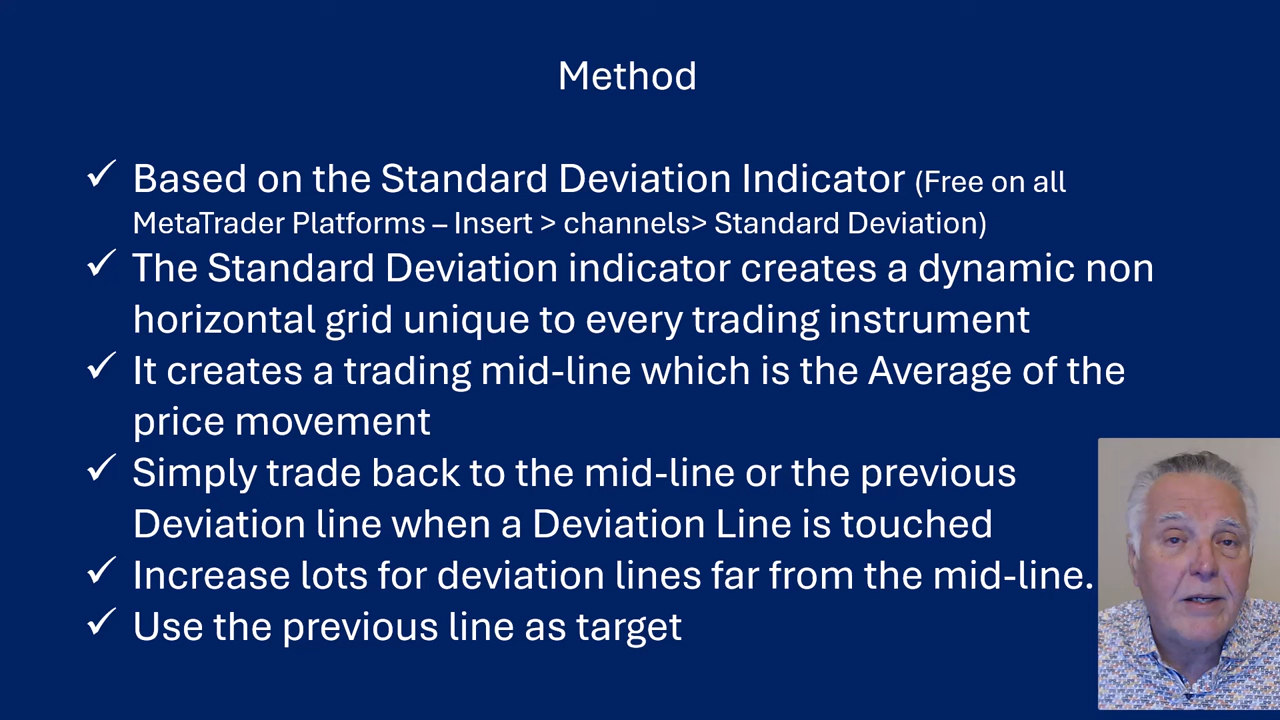 Method
✓ Based on the Standard Deviation Indicator (Free on all
MetaTrader Platforms – Insert > channels> Standard Deviation)
✓ The Standard Deviation indicator creates a dynamic non
horizontal grid unique to every trading instrument
✓ It creates a trading mid-line which is the Average of the
price movement
✓ Simply trade back to the mid-line or the previous
Deviation line when a Deviation Line is touched
✓ Increase lots for deviation lines far from the mid-line.
✓ Use the previous line as target